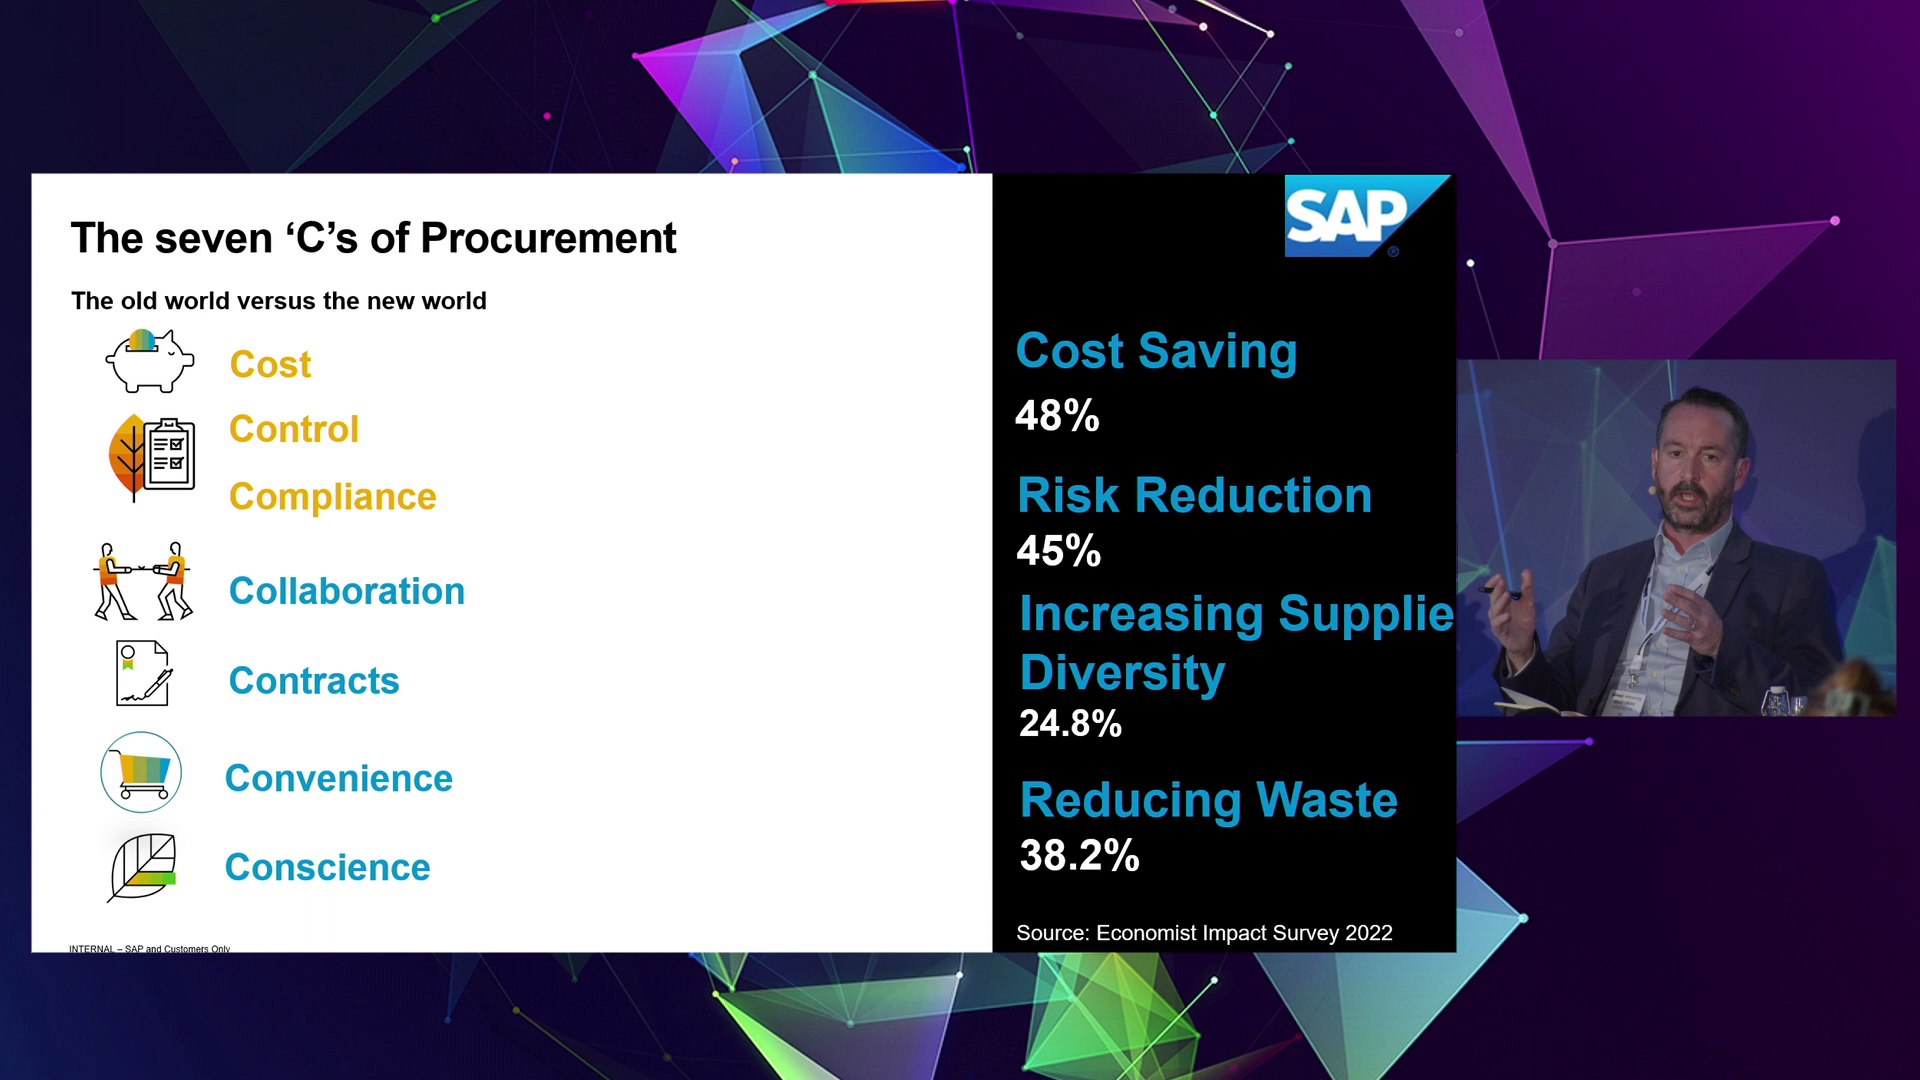 The seven ‘C’s of Procurement
The old world versus the new world
Cost
Control
Compliance
Collaboration
Contracts
Convenience
Conscience
INTERNAL – SAP and Customers Only
SAP
®
Cost Saving
48%
Risk Reduction
45%
Increasing Supplie
Diversity
24.8%
Reducing Waste
38.2%
Source: Economist Impact Survey 2022